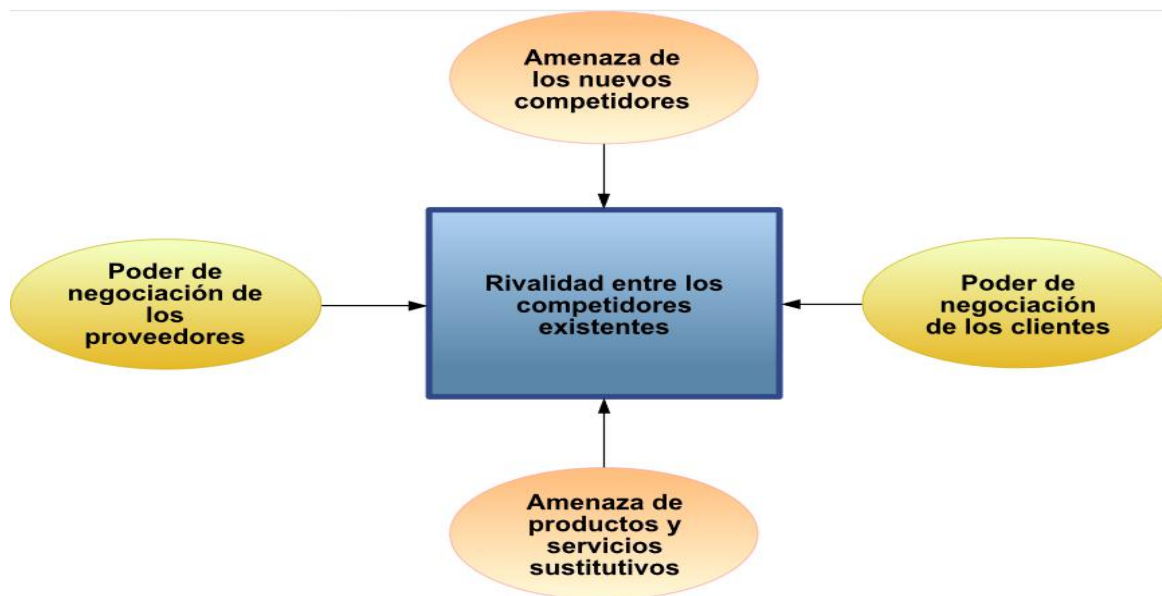 Amenaza de
los nuevos
competidores
Poder de
negociación de
los
proveedores
Rivalidad entre los
competidores
existentes
Poder de
negociación
de los clientes
Amenaza de
productos y
servicios
sustitutivos